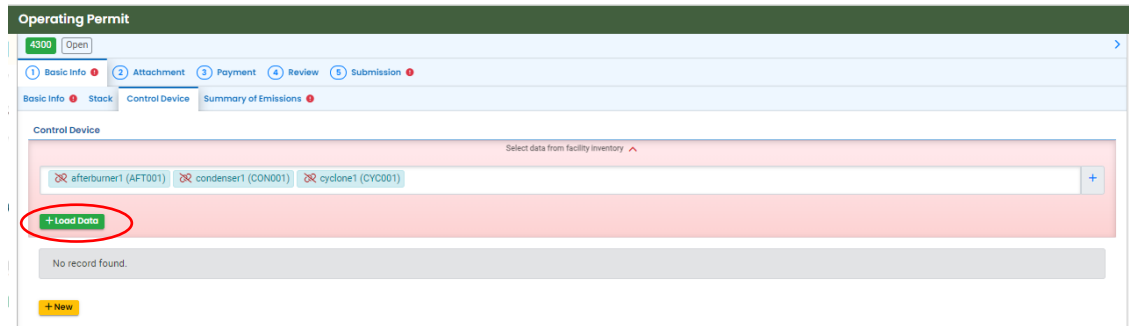 Operating Permit
4300 Open
1 Basic Info 2 Attachment 3 Payment 4 Review 5 Submission
Basic Info Stack Control Device Summary of Emissions
Control Device
Select data from facility inventory
afterburner1 (AFT001) condenser1 (CON001) cyclone1 (CYC001) +
+ Load Data
No record found.
+ New